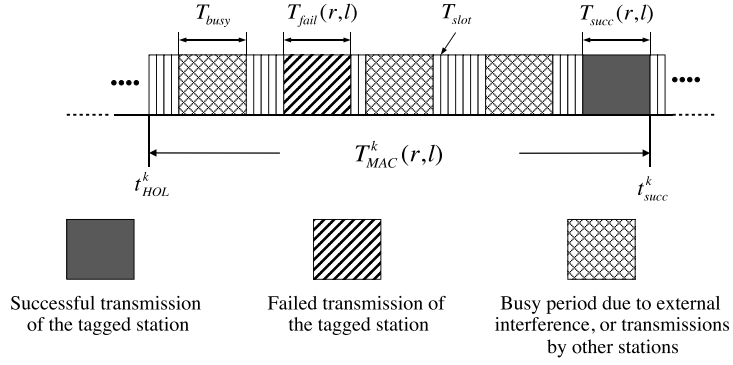 T_busy T_fail(r,l) T_slot T_succ(r,l)
T^k_MAC(r,l)
t^k_HOL t^k_succ
Successful transmission of the tagged station
Failed transmission of the tagged station
Busy period due to external interference, or transmissions by other stations